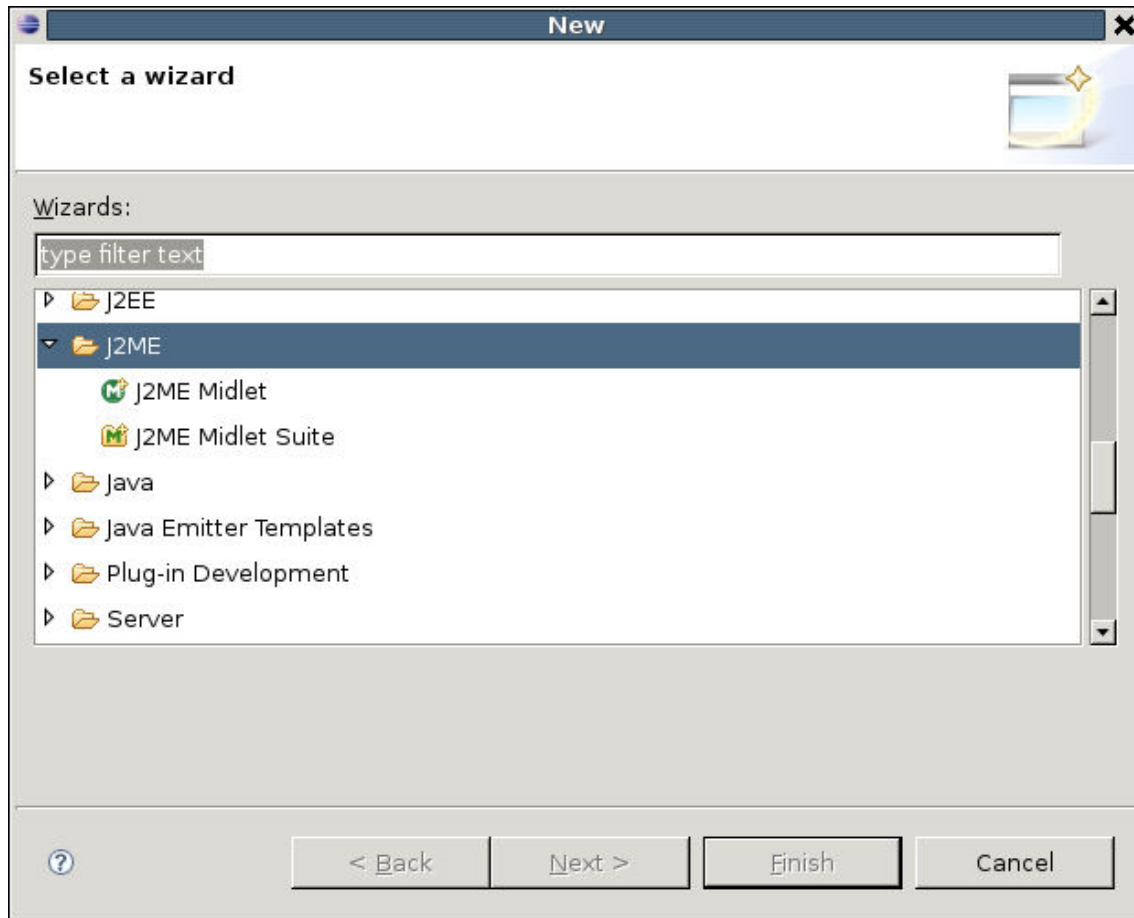 New
Select a wizard
Wizards:
type filter text
J2EE
J2ME
J2ME Midlet
J2ME Midlet Suite
Java
Java Emitter Templates
Plug-in Development
Server
? < Back Next > Finish Cancel